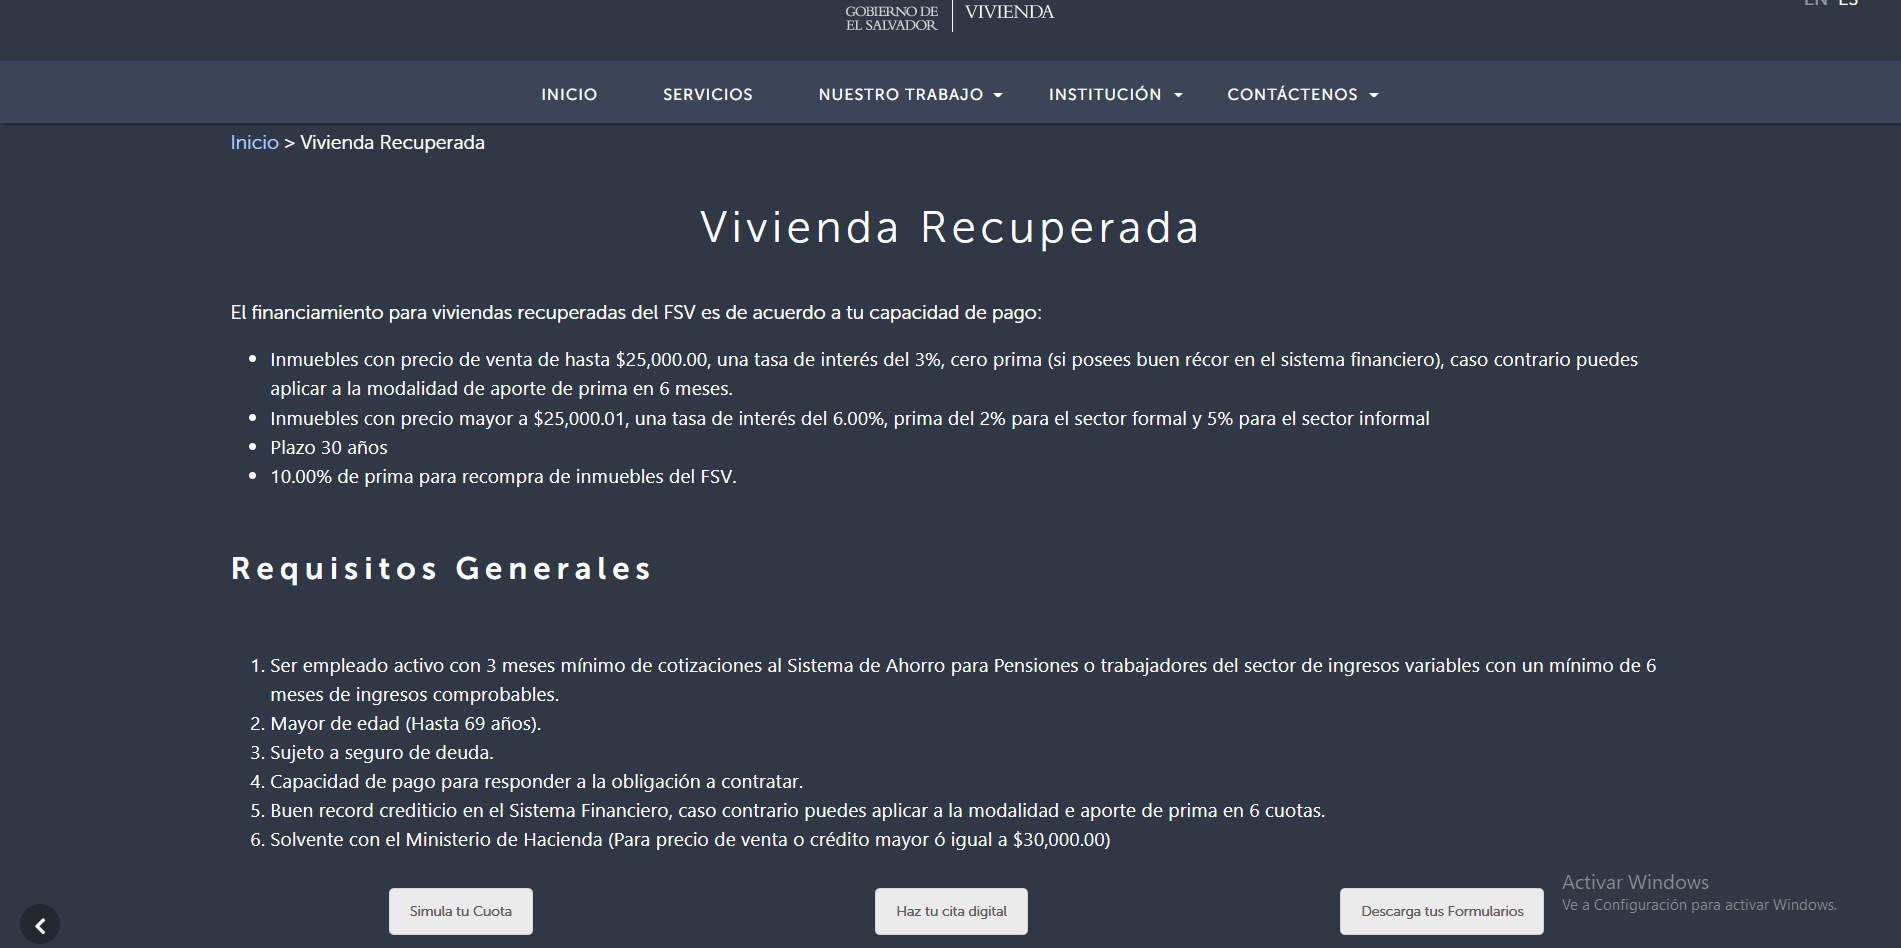 GOBIERNO DE
EL SALVADOR
VIVIENDA
EN ES
INICIO SERVICIOS NUESTRO TRABAJO INSTITUCIÓN CONTÁCTENOS
Inicio > Vivienda Recuperada
Vivienda Recuperada
El financiamiento para viviendas recuperadas del FSV es de acuerdo a tu capacidad de pago:
• Inmuebles con precio de venta de hasta $25,000.00, una tasa de interés del 3%, cero prima (si posees buen récor en el sistema financiero), caso contrario puedes
aplicar a la modalidad de aporte de prima en 6 meses.
• Inmuebles con precio mayor a $25,000.01, una tasa de interés del 6.00%, prima del 2% para el sector formal y 5% para el sector informal
• Plazo 30 años
• 10.00% de prima para recompra de inmuebles del FSV.
Requisitos Generales
1. Ser empleado activo con 3 meses mínimo de cotizaciones al Sistema de Ahorro para Pensiones o trabajadores del sector de ingresos variables con un mínimo de 6
meses de ingresos comprobables.
2. Mayor de edad (Hasta 69 años).
3. Sujeto a seguro de deuda.
4. Capacidad de pago para responder a la obligación a contratar.
5. Buen record crediticio en el Sistema Financiero, caso contrario puedes aplicar a la modalidad e aporte de prima en 6 cuotas.
6. Solvente con el Ministerio de Hacienda (Para precio de venta o crédito mayor ó igual a $30,000.00)
Simula tu Cuota
Haz tu cita digital
Descarga tus Formularios
Activar Windows
Ve a Configuración para activar Windows.